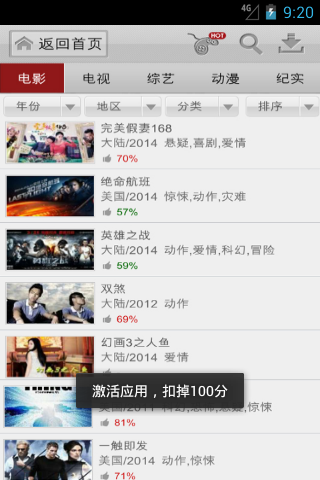 4G 9:20
返回首页 HOT
电影 电视 综艺 动漫 纪实
年份 地区 分类 排序
完美假妻168
大陆/2014 悬疑,喜剧,爱情
70%
绝命航班
美国/2014 惊悚,动作,灾难
57%
英雄之战
大陆/2014 动作,爱情,科幻,冒险
59%
双煞
大陆/2012 动作
69%
幻画3之人鱼
大陆/2014 爱情
激活应用，扣掉100分
81%
一触即发
美国/2014 动作,惊悚
71%